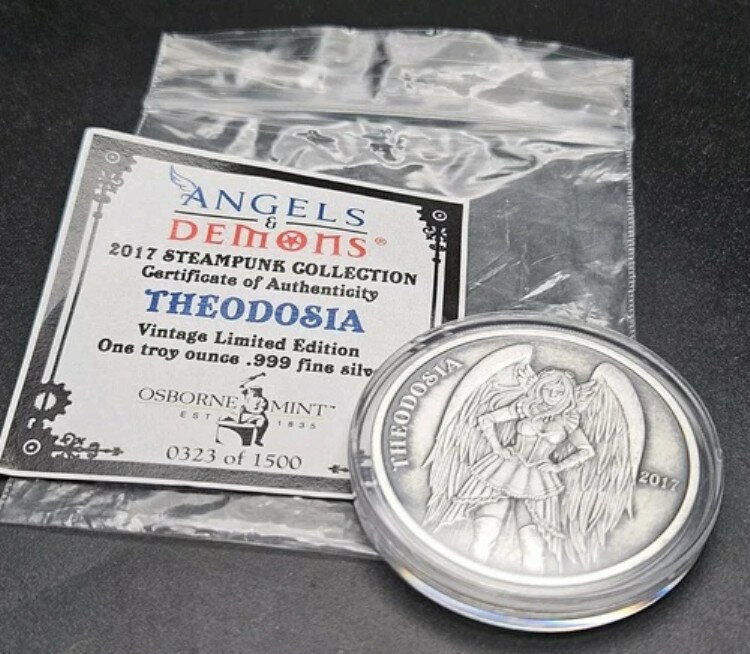 ANGELS
&
DEMONS®
2017 STEAMPUNK COLLECTION
Certificate of Authenticity
THEODOSIA
Vintage Limited Edition
One troy ounce .999 fine silv
OSBORNE MINT™
EST 1835
0323 of 1500
THEODOSIA
2017